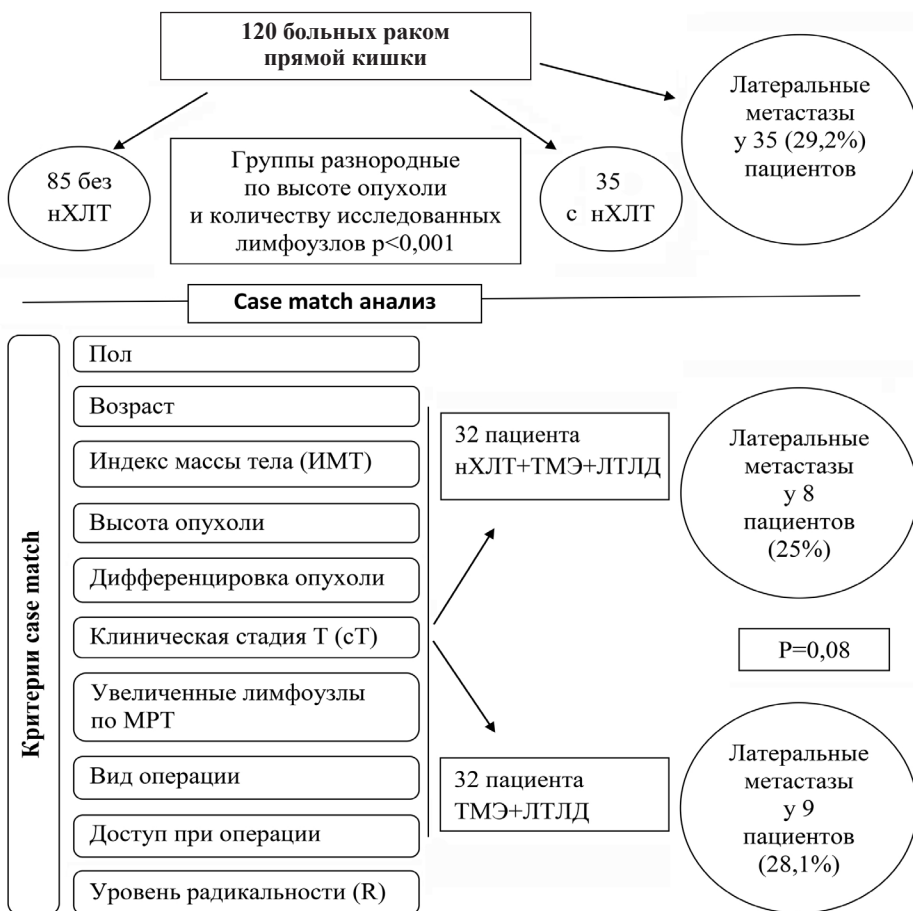 120 больных раком
прямой кишки
Латеральные
метастазы
у 35 (29,2%)
пациентов
85 без
нХЛТ
Группы разнородные
по высоте опухоли
и количеству исследованных
лимфоузлов p<0,001
35
с нХЛТ
Case match анализ
Критерии case match
Пол
Возраст
Индекс массы тела (ИМТ)
Высота опухоли
Дифференцировка опухоли
Клиническая стадия Т (сТ)
Увеличенные лимфоузлы
по МРТ
Вид операции
Доступ при операции
Уровень радикальности (R)
32 пациента
нХЛТ+ТМЭ+ЛТЛД
Латеральные
метастазы
у 8
пациентов
(25%)
P=0,08
32 пациента
ТМЭ+ЛТЛД
Латеральные
метастазы
у 9
пациентов
(28,1%)